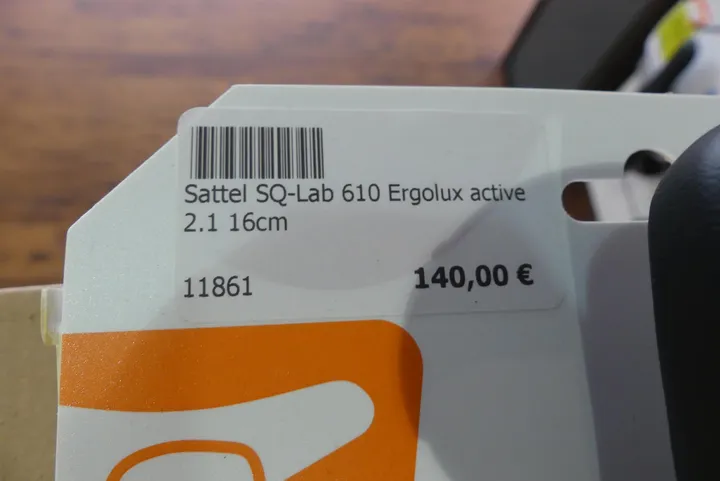 Sattel SQ-Lab 610 Ergolux active
2.1 16cm
11861 140,00 €